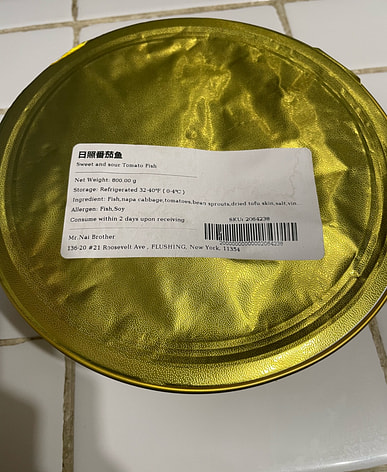 日照番茄鱼
Sweet and sour Tomato Fish
Net Weight: 800.00 g
Storage: Refrigerated 32-40°F ( 0-4°C )
Ingredient: Fish,napa cabbage,tomatoes,bean sprouts,dried tofu skin,salt,vin
Allergen: Fish,Soy
Consume within 2 days upon receiving
SKU: 2064238
Mr.Nai Brother
136-20 #21 Roosevelt Ave , FLUSHING, New York, 11354